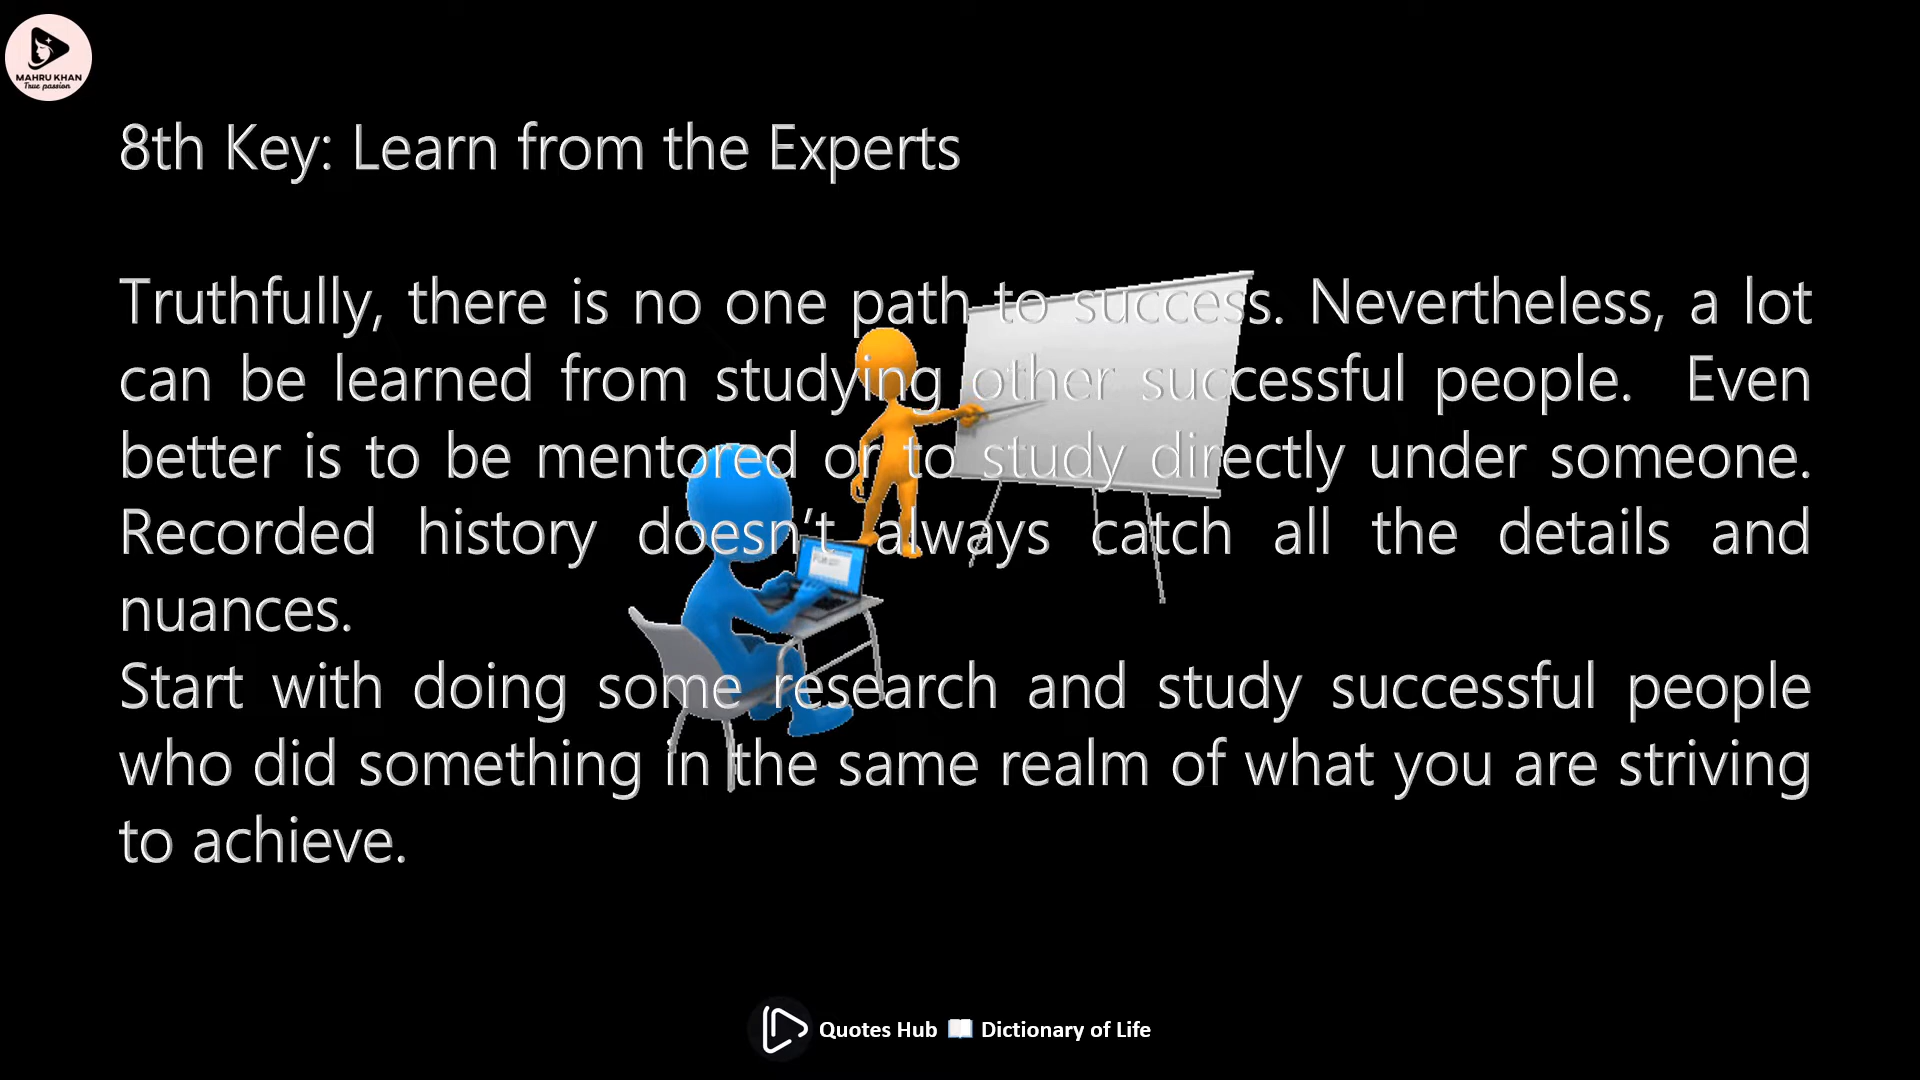 MAHRU KHAN
True passion
8th Key: Learn from the Experts
Truthfully, there is no one path to success. Nevertheless, a lot
can be learned from studying other successful people.  Even
better is to be mentored or to study directly under someone.
Recorded history doesn’t always catch all the details and
nuances.
Start with doing some research and study successful people
who did something in the same realm of what you are striving
to achieve.
Quotes Hub 📖 Dictionary of Life